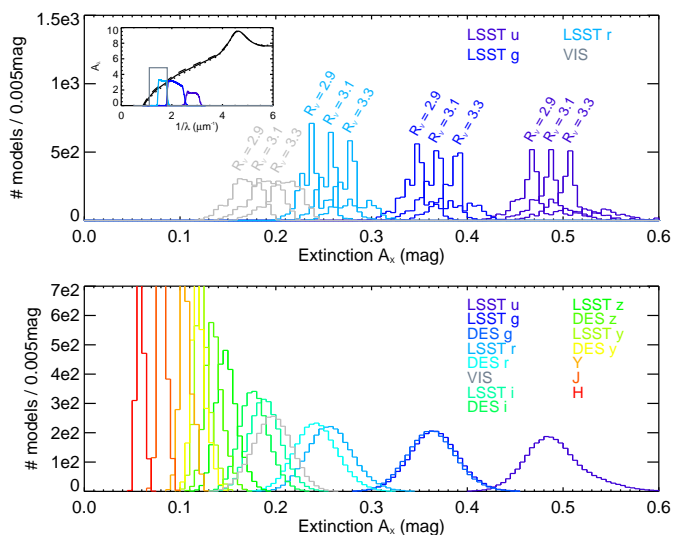 # models / 0.005mag
1.5e3
1e3
5e2
0
LSST u
LSST g
LSST r
VIS
A
10
8
6
4
2
0
0 2 4 6
1/λ (μm⁻¹)
Rᵥ = 2.9
Rᵥ = 3.1
Rᵥ = 3.3
Rᵥ = 2.9
Rᵥ = 3.1
Rᵥ = 3.3
Rᵥ = 2.9
Rᵥ = 3.1
Rᵥ = 3.3
Rᵥ = 2.9
Rᵥ = 3.1
Rᵥ = 3.3
0.0 0.1 0.2 0.3 0.4 0.5 0.6
Extinction Aₓ (mag)
# models / 0.005mag
7e2
6e2
5e2
4e2
3e2
2e2
1e2
0
LSST u
LSST g
DES g
LSST r
DES r
VIS
LSST i
DES i
LSST z
DES z
LSST y
DES y
Y
J
H
0.0 0.1 0.2 0.3 0.4 0.5 0.6
Extinction Aₓ (mag)